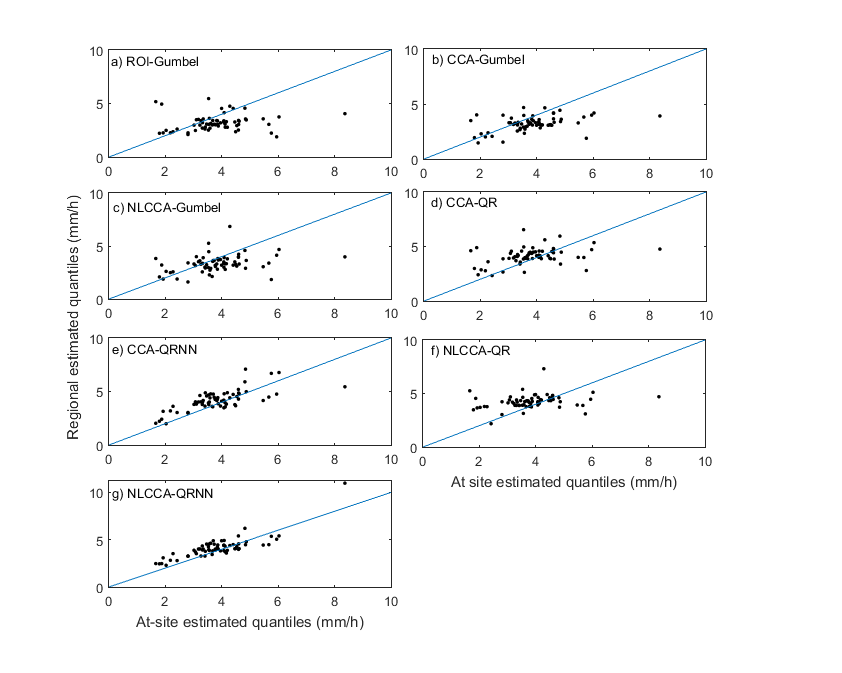 Regional estimated quantiles (mm/h)
a) ROI-Gumbel
10
5
0
0 2 4 6 8 10
b) CCA-Gumbel
10
5
0
0 2 4 6 8 10
c) NLCCA-Gumbel
10
5
0
0 2 4 6 8 10
d) CCA-QR
10
5
0
0 2 4 6 8 10
e) CCA-QRNN
10
5
0
0 2 4 6 8 10
f) NLCCA-QR
10
5
0
0 2 4 6 8 10
At site estimated quantiles (mm/h)
g) NLCCA-QRNN
10
5
0
0 2 4 6 8 10
At-site estimated quantiles (mm/h)